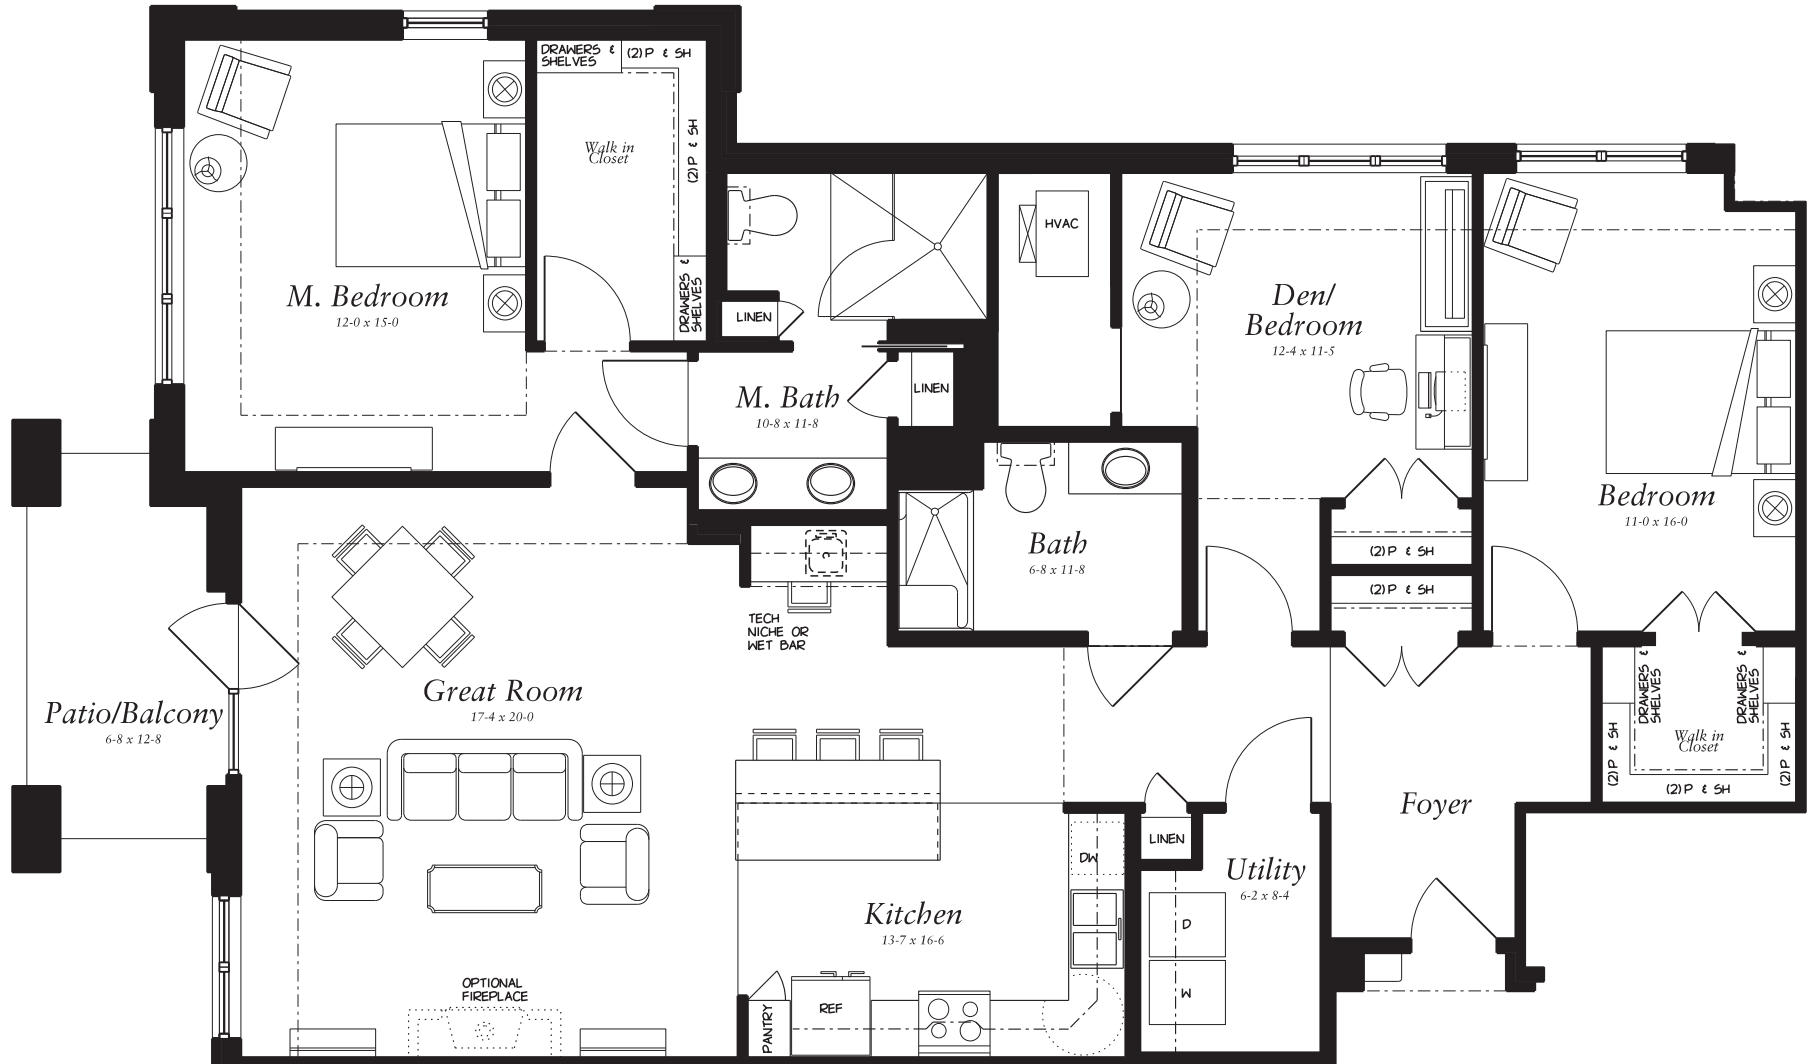 DRAWERS &
SHELVES
(2)P & SH
(2)P & SH
Walk in
Closet
DRAWERS &
SHELVES
M. Bedroom
12-0 x 15-0
LINEN
M. Bath
10-8 x 11-8
LINEN
HVAC
Den/
Bedroom
12-4 x 11-5
Bedroom
11-0 x 16-0
Bath
6-8 x 11-8
(2)P & SH
(2)P & SH
TECH
NICHE OR
WET BAR
Great Room
17-4 x 20-0
Patio/Balcony
6-8 x 12-8
DRAWERS &
SHELVES
DRAWERS &
SHELVES
Walk in
Closet
(2)P & SH
(2)P & SH
(2)P & SH
Foyer
LINEN
DW
Utility
6-2 x 8-4
Kitchen
13-7 x 16-6
D
W
OPTIONAL
FIREPLACE
PANTRY
REF